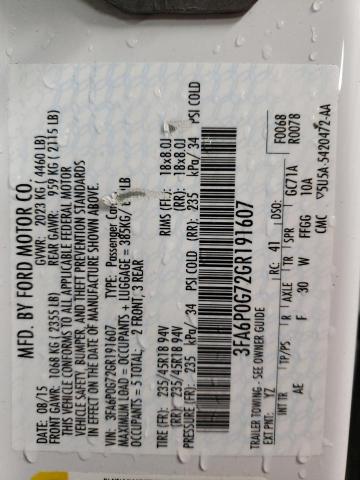 MFD. BY FORD MOTOR CO.
DATE: 08/15 GVWR: 2023 KG (4460 LB)
FRONT GAWR: 1068 KG (2355 LB) REAR GAWR: 959 KG (2115 LB)
THIS VEHICLE CONFORMS TO ALL APPLICABLE FEDERAL MOTOR
VEHICLE SAFETY, BUMPER, AND THEFT PREVENTION STANDARDS
IN EFFECT ON THE DATE OF MANUFACTURE SHOWN ABOVE.
VIN: 3FA6P0G72GR191607 TYPE: Passenger Car
MAXIMUM LOAD = OCCUPANTS + LUGGAGE = 385KG/ LB
OCCUPANTS = 5 TOTAL, 2 FRONT, 3 REAR
TIRE (FR): 235/45R18 94V RIMS (FR): 18x8.0J
TIRE (RR): 235/45R18 94V (RR): 18x8.0J
PRESSURE (FR): 235 kPa/ 34 PSI COLD (RR): 235 kPa/ 34 PSI COLD
3FA6P0G72GR191607
TRAILER TOWING - SEE OWNER GUIDE F0068
EXT PNT: YZ RC: 41 DSO: R0078
INT TR TP/PS R AXLE TR SPR GC71A
AE F 30 W FFGG 10A
CMC ▽5U5A-5420472-AA